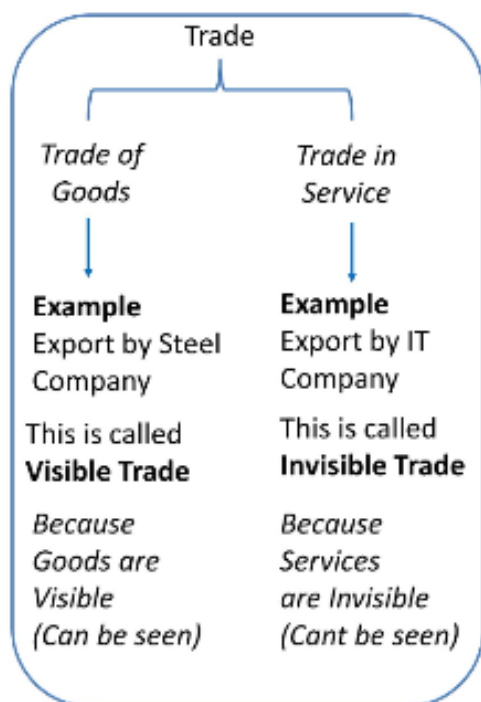 Trade
Trade of
Goods
Trade in
Service
Example
Export by Steel
Company
This is called
Visible Trade
Because
Goods are
Visible
(Can be seen)
Example
Export by IT
Company
This is called
Invisible Trade
Because
Services
are Invisible
(Cant be seen)